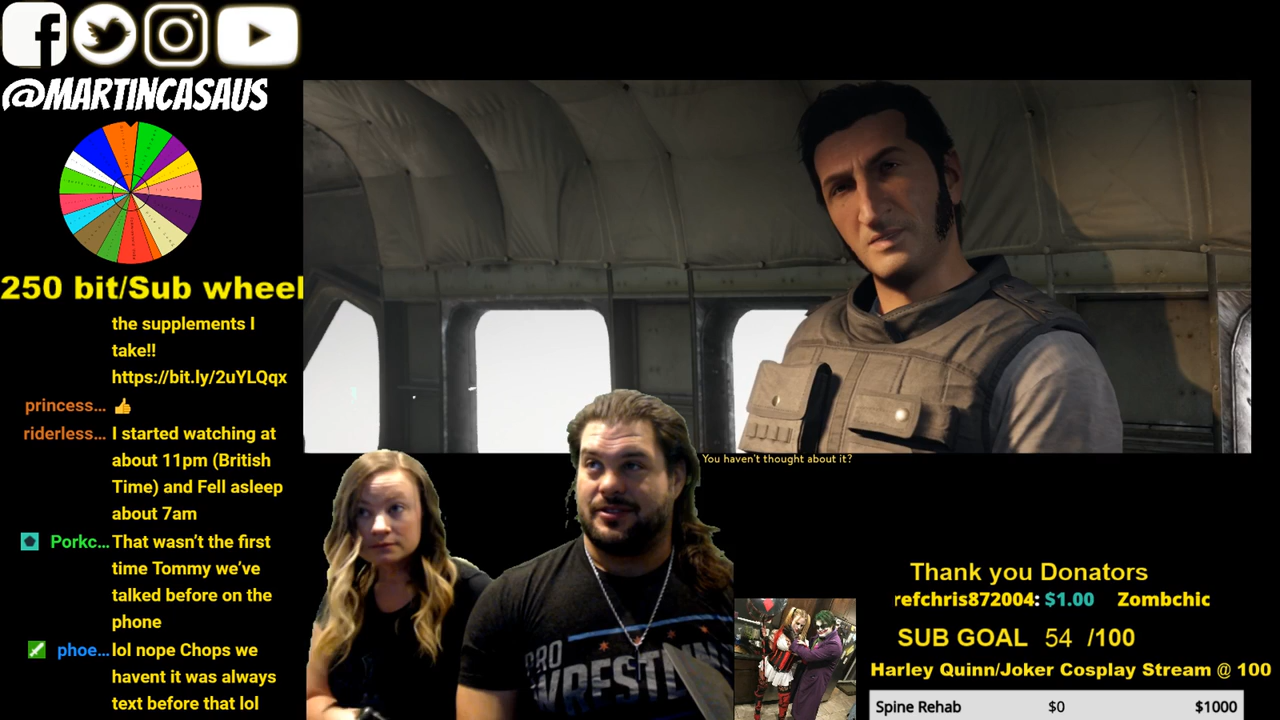 @MARTINCASAUS
250 bit/Sub wheel
the supplements I
take!!
https://bit.ly/2uYLQqx
princess... 👍
riderless... I started watching at
about 11pm (British
Time) and Fell asleep
about 7am
Porkc... That wasn't the first
time Tommy we've
talked before on the
phone
phoe... lol nope Chops we
havent it was always
text before that lol
You haven't thought about it?
PRO
WRESTL
Thank you Donators
refchris872004: $1.00 Zombchic
SUB GOAL 54 /100
Harley Quinn/Joker Cosplay Stream @ 100
Spine Rehab $0 $1000